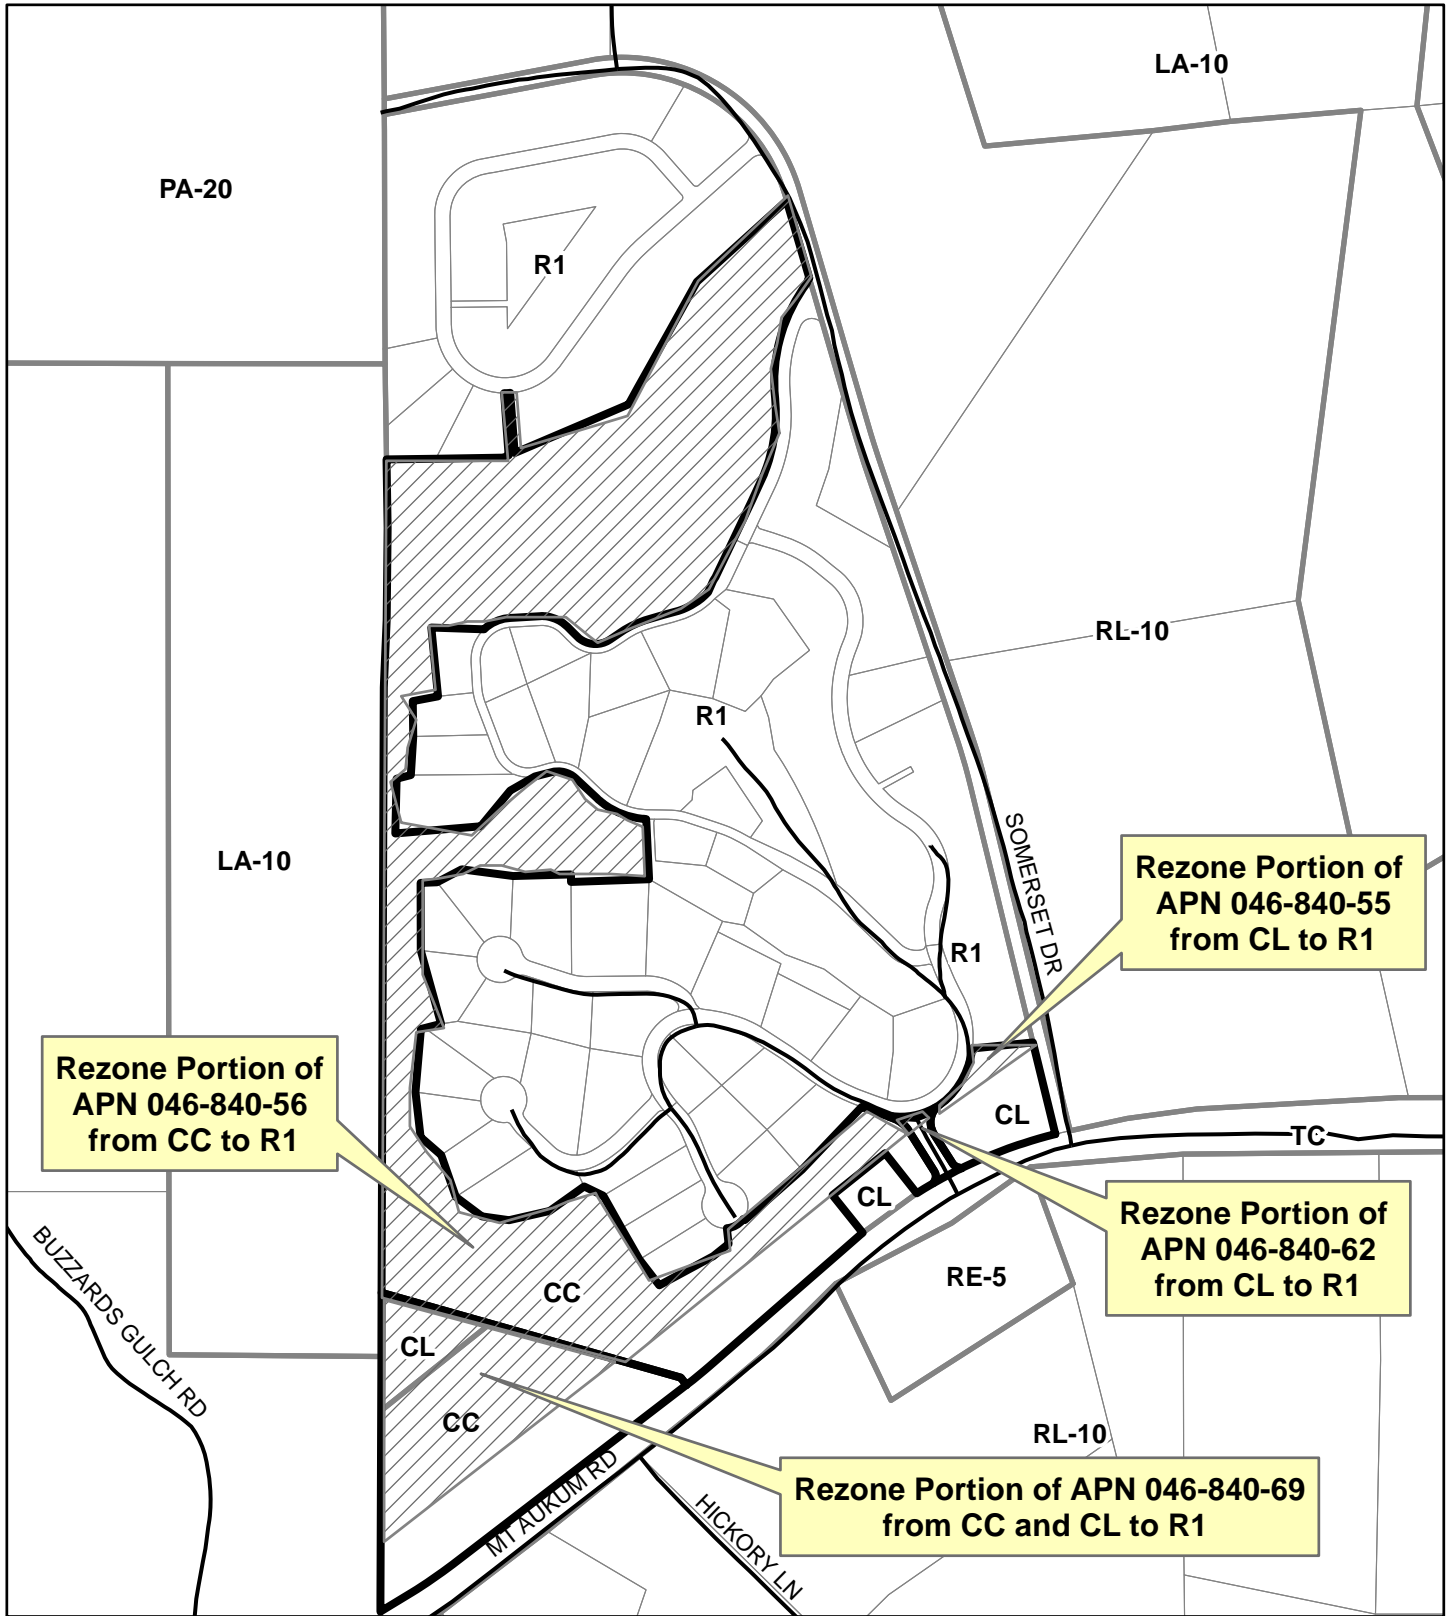 LA-10
PA-20
R1
RL-10
R1
SOMERSET DR
LA-10
Rezone Portion of
APN 046-840-55
from CL to R1
R1
Rezone Portion of
APN 046-840-56
from CC to R1
CL
TC
CL
Rezone Portion of
APN 046-840-62
from CL to R1
RE-5
CC
BUZZARDS GULCH RD
CL
CC
RL-10
Rezone Portion of APN 046-840-69
from CC and CL to R1
MT AUKUM RD
HICKORY LN